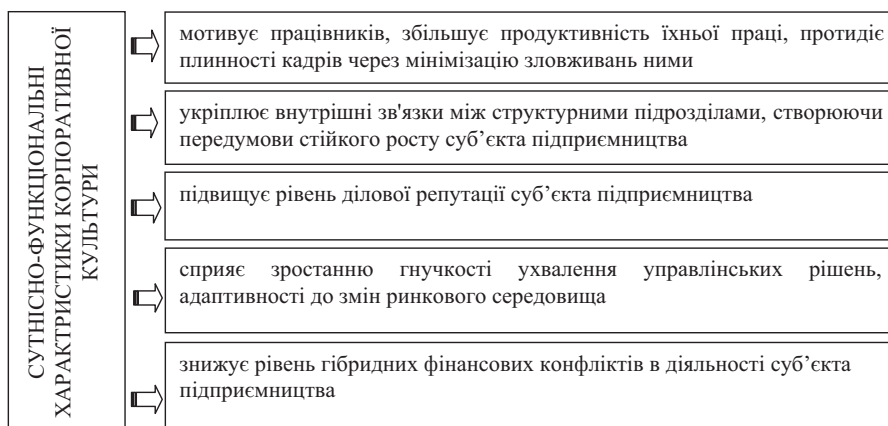 СУТНІСНО-ФУНКЦІОНАЛЬНІ
ХАРАКТРИСТИКИ КОРПОРАТИВНОЇ
КУЛЬТУРИ
мотивує працівників, збільшує продуктивність їхньої праці, протидіє
плинності кадрів через мінімізацію зловживань ними
укріплює внутрішні зв'язки між структурними підрозділами, створюючи
передумови стійкого росту суб’єкта підприємництва
підвищує рівень ділової репутації суб’єкта підприємництва
сприяє зростанню гнучкості ухвалення управлінських рішень,
адаптивності до змін ринкового середовища
знижує рівень гібридних фінансових конфліктів в діяльності суб’єкта
підприємництва